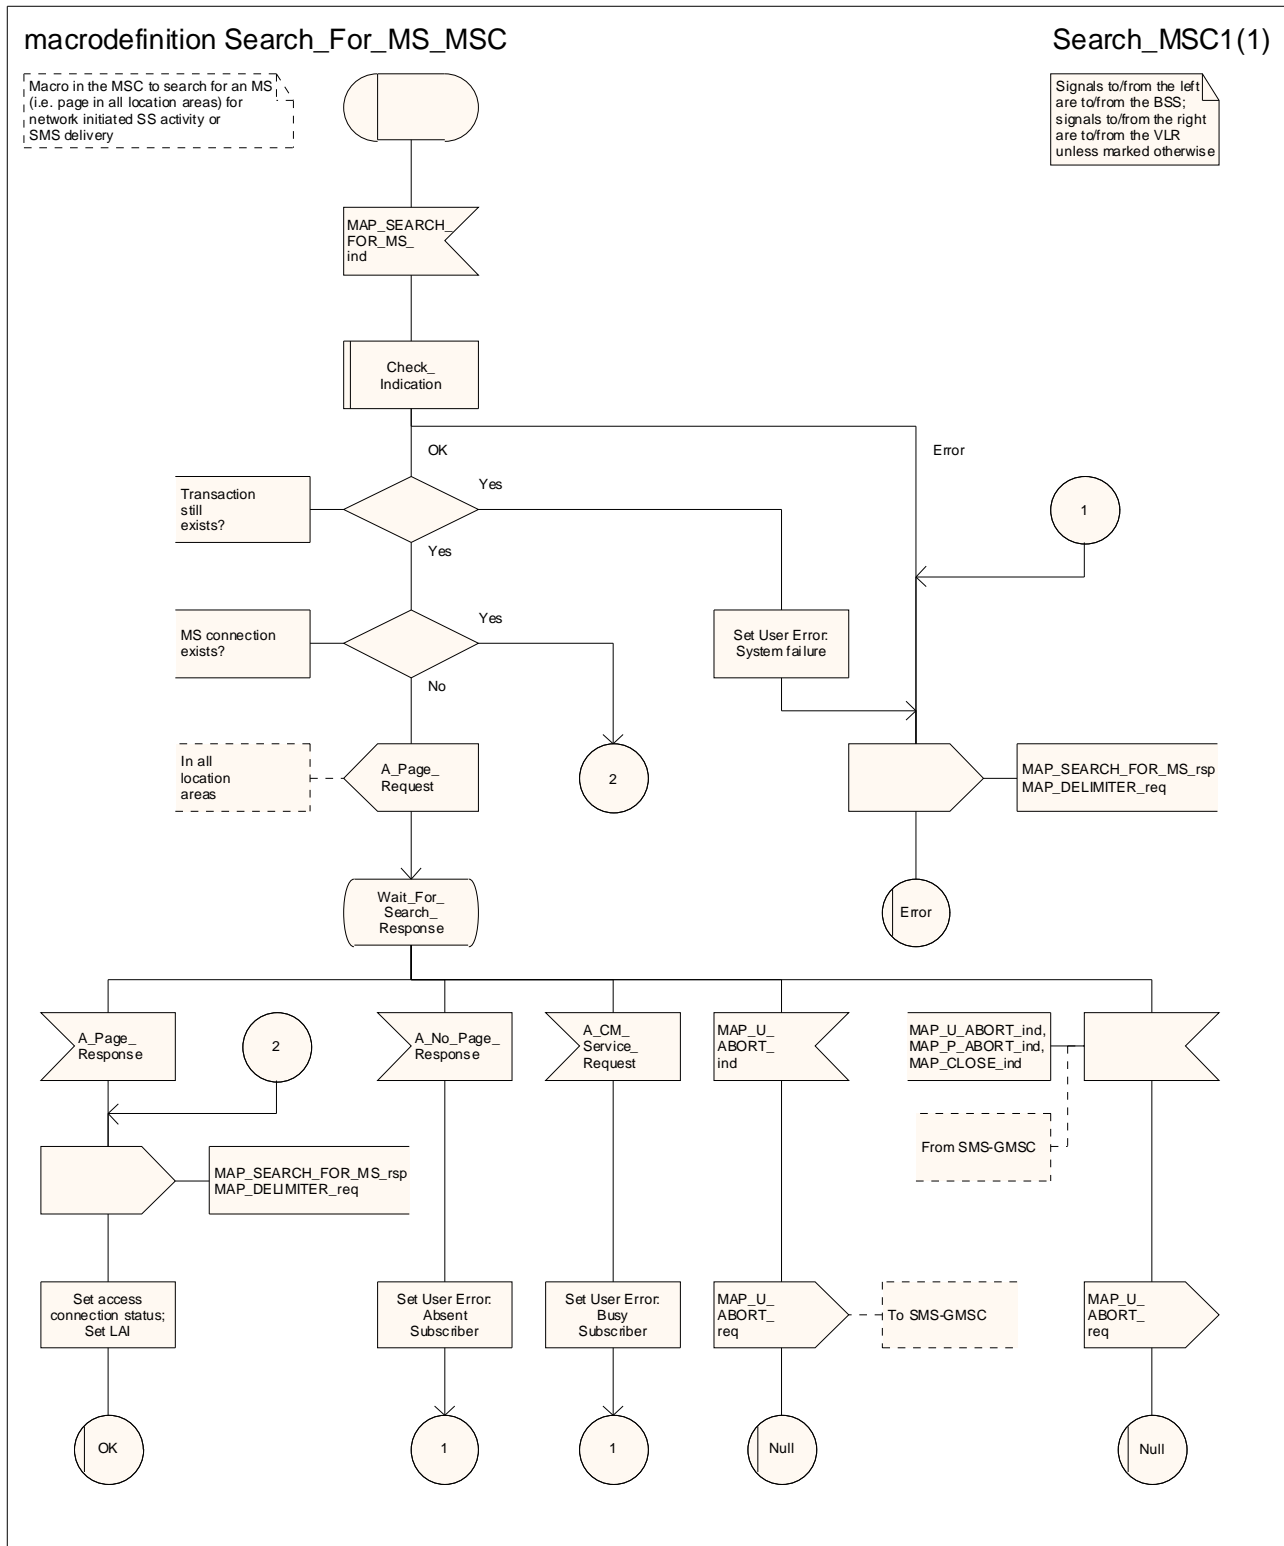 macrodefinition Search_For_MS_MSC
Search_MSC1(1)
Macro in the MSC to search for an MS
(i.e. page in all location areas) for
network initiated SS activity or
SMS delivery
Signals to/from the left
are to/from the BSS;
signals to/from the right
are to/from the VLR
unless marked otherwise
MAP_SEARCH_
FOR_MS_
ind
Check_
Indication
OK
Error
Transaction
still
exists?
Yes
Yes
1
MS connection
exists?
Yes
No
Set User Error:
System failure
In all
location
areas
A_Page_
Request
2
MAP_SEARCH_FOR_MS_rsp
MAP_DELIMITER_req
Wait_For_
Search_
Response
Error
A_Page_
Response
2
A_No_Page_
Response
A_CM_
Service_
Request
MAP_U_
ABORT_
ind
MAP_U_ABORT_ind,
MAP_P_ABORT_ind,
MAP_CLOSE_ind
From SMS-GMSC
MAP_SEARCH_FOR_MS_rsp
MAP_DELIMITER_req
Set access
connection status;
Set LAI
Set User Error:
Absent
Subscriber
Set User Error:
Busy
Subscriber
MAP_U_
ABORT_
req
To SMS-GMSC
MAP_U_
ABORT_
req
OK
1
1
Null
Null